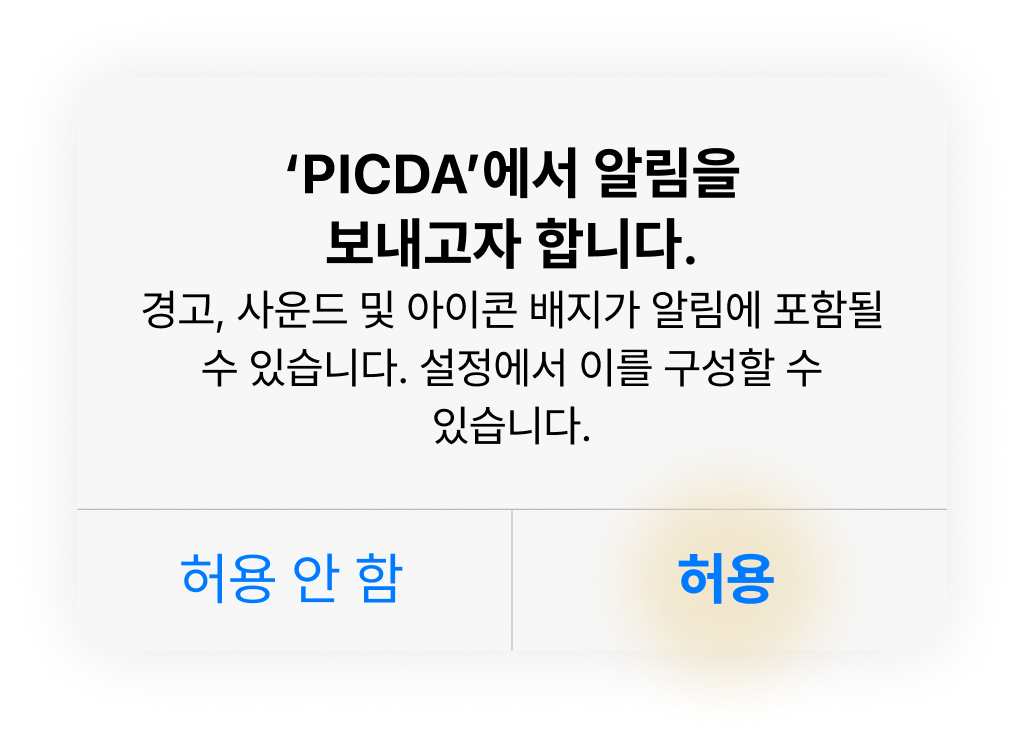 ‘PICDA’에서 알림을
보내고자 합니다.
경고, 사운드 및 아이콘 배지가 알림에 포함될
수 있습니다. 설정에서 이를 구성할 수
있습니다.
허용 안 함
허용